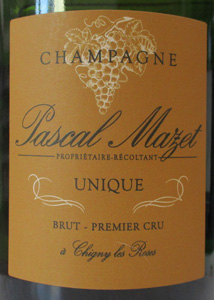 CHAMPAGNE
Pascal Mazet
PROPRIÉTAIRE-RÉCOLTANT
UNIQUE
BRUT - PREMIER CRU
à Chigny les Roses